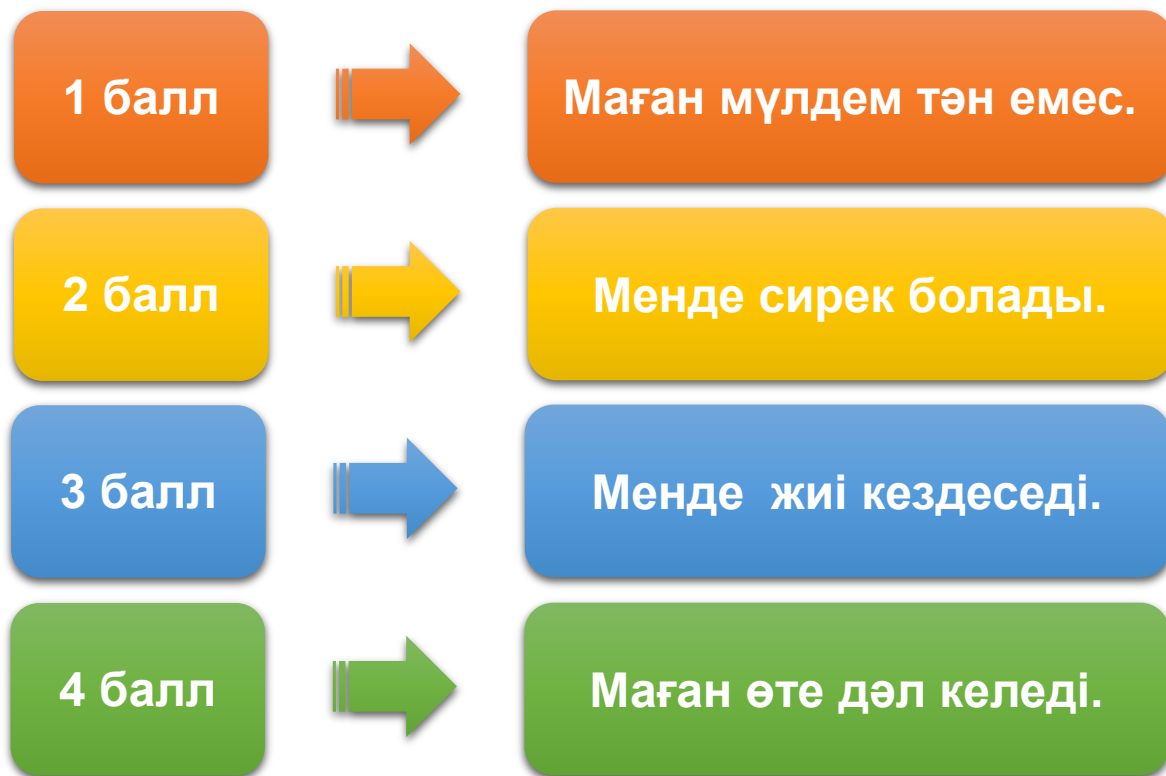 1 балл
Маған мүлдем тән емес.
2 балл
Менде сирек болады.
3 балл
Менде жиі кездеседі.
4 балл
Маған өте дәл келеді.